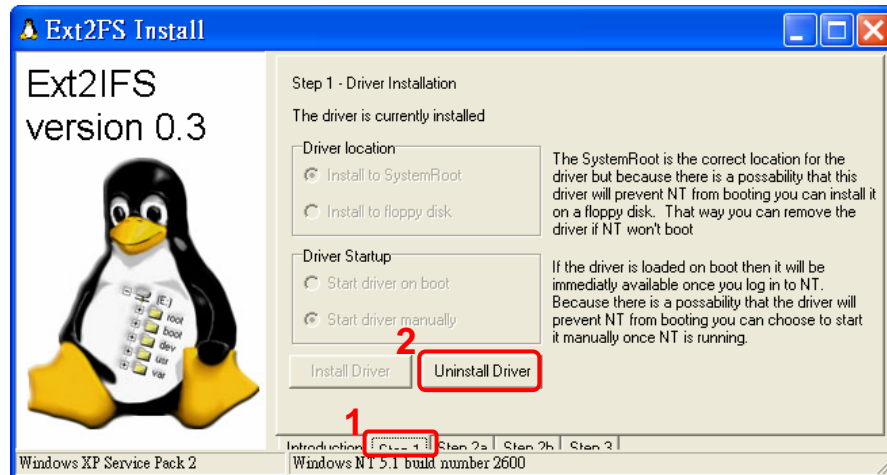 Ext2FS Install
Ext2IFS
version 0.3
(E:)
root
boot
dev
usr
var
Step 1 - Driver Installation
The driver is currently installed
Driver location
Install to SystemRoot
Install to floppy disk
The SystemRoot is the correct location for the
driver but because there is a possability that this
driver will prevent NT from booting you can install it
on a floppy disk. That way you can remove the
driver if NT won't boot
Driver Startup
Start driver on boot
Start driver manually
If the driver is loaded on boot then it will be
immediatly available once you log in to NT.
Because there is a possability that the driver will
prevent NT from booting you can choose to start
it manually once NT is running.
2
Install Driver
Uninstall Driver
1
Introduction Step 1 Step 2a Step 2b Step 3
Windows XP Service Pack 2
Windows NT 5.1 build number 2600